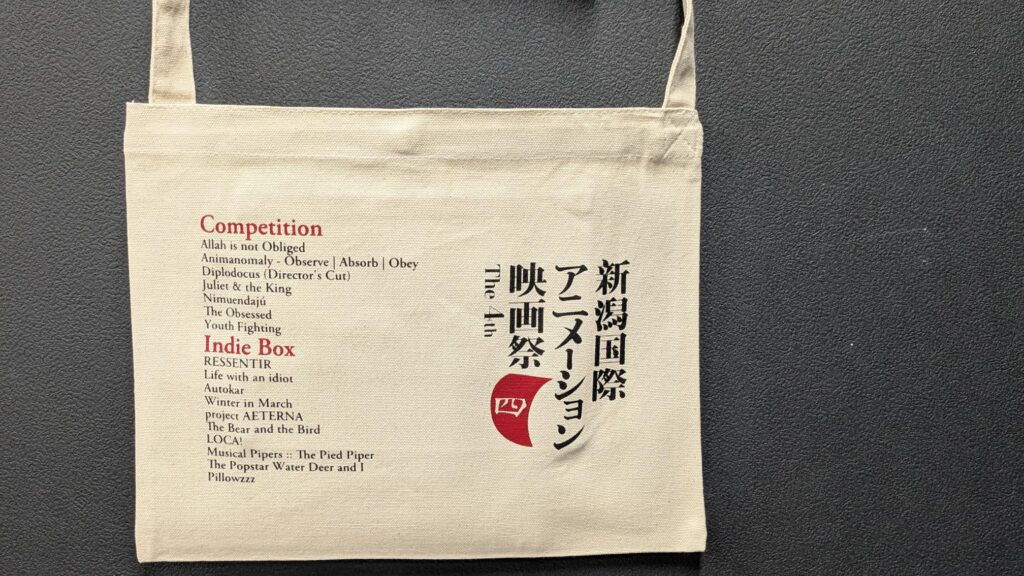 Competition
Allah is not Obliged
Animanomaly - Observe | Absorb | Obey
Diplodocus (Director's Cut)
Juliet & the King
Nimuendajú
The Obsessed
Youth Fighting
Indie Box
RESSENTIR
Life with an idiot
Autokar
Winter in March
project AETERNA
The Bear and the Bird
LOCA!
Musical Pipers :: The Pied Piper
The Popstar Water Deer and I
Pillowzzz
新潟国際
アニメーション
映画祭
四
The 4th